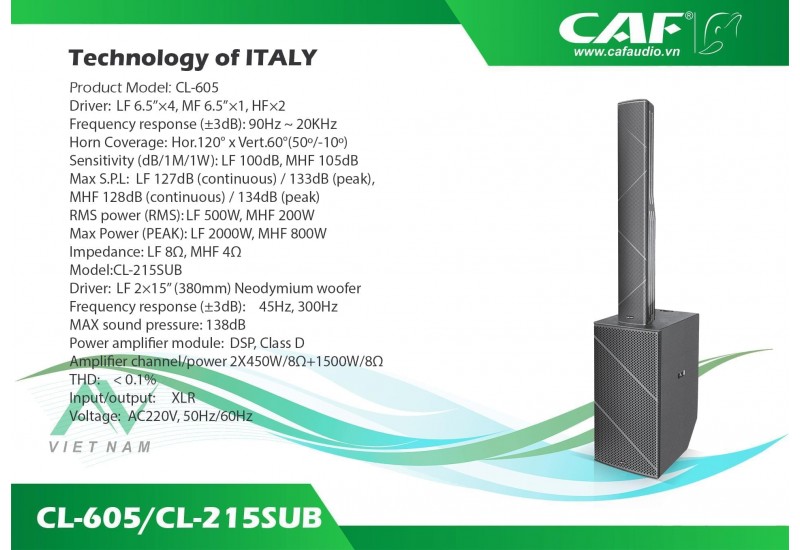 CAF®
www.cafaudio.vn
Technology of ITALY
Product Model: CL-605
Driver: LF 6.5”×4, MF 6.5”×1, HF×2
Frequency response (±3dB): 90Hz ~ 20KHz
Horn Coverage: Hor.120° x Vert.60°(50º/-10º)
Sensitivity (dB/1M/1W): LF 100dB, MHF 105dB
Max S.P.L: LF 127dB (continuous) / 133dB (peak),
MHF 128dB (continuous) / 134dB (peak)
RMS power (RMS): LF 500W, MHF 200W
Max Power (PEAK): LF 2000W, MHF 800W
Impedance: LF 8Ω, MHF 4Ω
Model:CL-215SUB
Driver: LF 2×15” (380mm) Neodymium woofer
Frequency response (±3dB): 45Hz, 300Hz
MAX sound pressure: 138dB
Power amplifier module: DSP, Class D
Amplifier channel/power 2X450W/8Ω+1500W/8Ω
THD: < 0.1%
Input/output: XLR
Voltage: AC220V, 50Hz/60Hz
AV
VIET NAM
CL-605/CL-215SUB